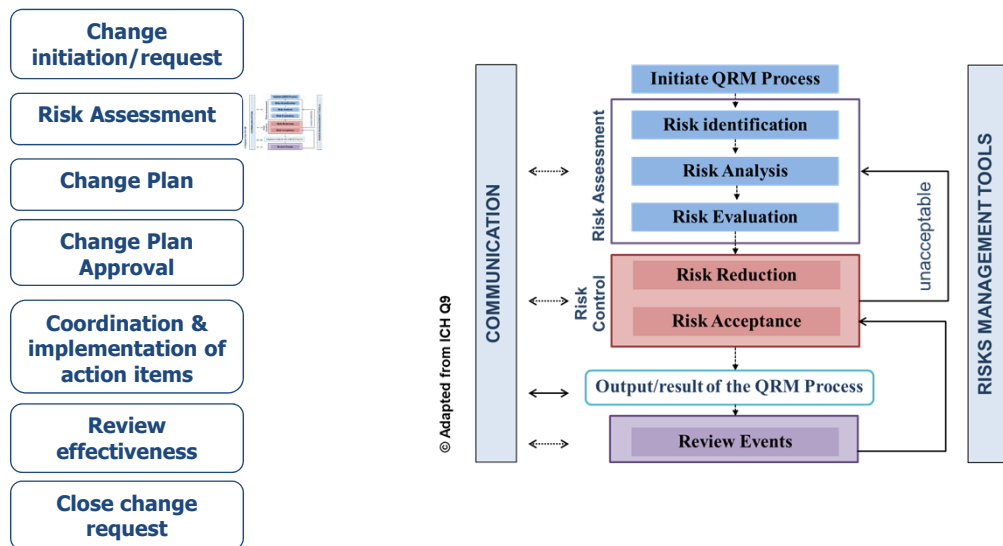 Change
initiation/request
Risk Assessment
Change Plan
Change Plan
Approval
Coordination &
implementation of
action items
Review
effectiveness
Close change
request
© Adapted from ICH Q9
COMMUNICATION
Initiate QRM Process
Risk Assessment
Risk identification
Risk Analysis
Risk Evaluation
Risk
Control
Risk Reduction
Risk Acceptance
unacceptable
Output/result of the QRM Process
Review Events
RISKS MANAGEMENT TOOLS